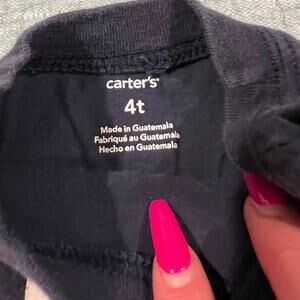 carter's
4t
Made in Guatemala
Fabriqué au Guatemala
Hecho en Guatemala